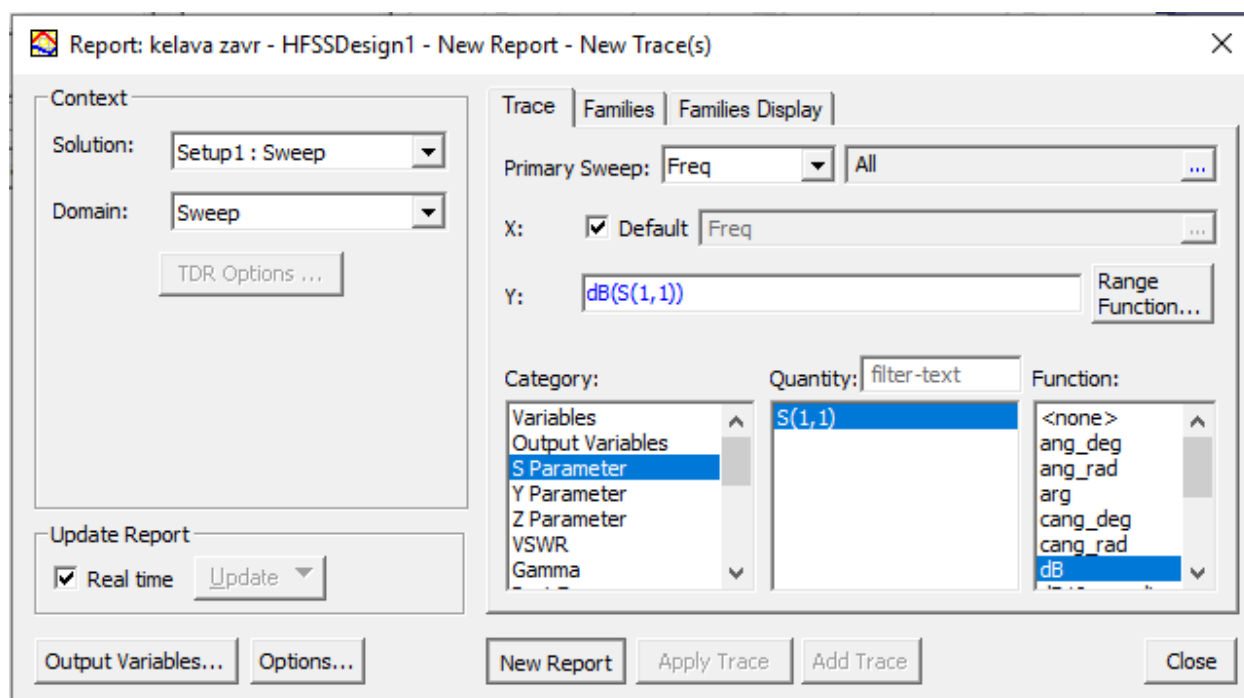 Report: kelava zavr - HFSSDesign1 - New Report - New Trace(s)
Context
Solution: Setup1 : Sweep
Domain: Sweep
TDR Options ...
Update Report
Real time Update
Output Variables... Options...
Trace Families Families Display
Primary Sweep: Freq All ...
X: Default Freq ...
Y: dB(S(1,1)) Range Function...
Category:
Variables
Output Variables
S Parameter
Y Parameter
Z Parameter
VSWR
Gamma
Quantity: filter-text
S(1,1)
Function:
<none>
ang_deg
ang_rad
arg
cang_deg
cang_rad
dB
New Report Apply Trace Add Trace Close